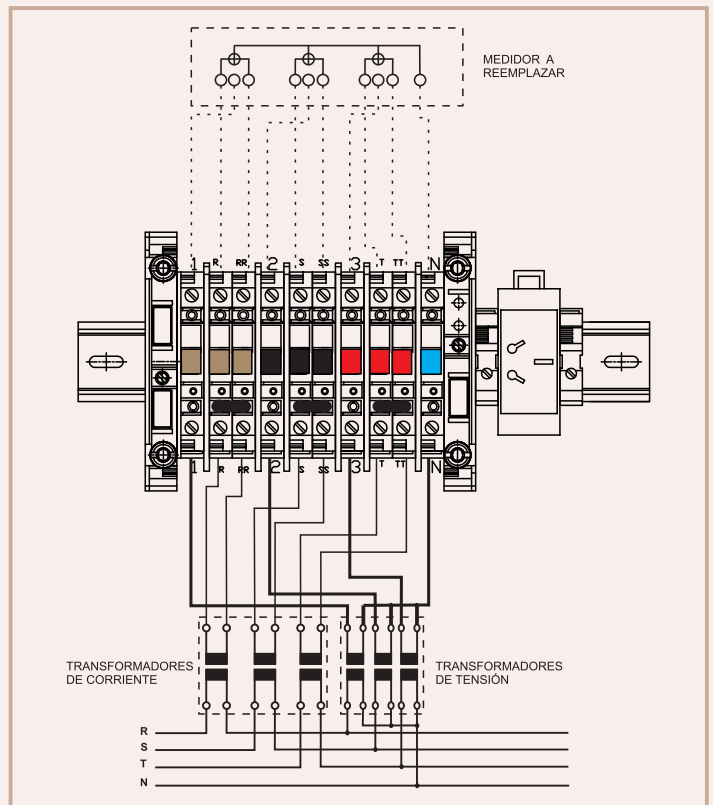 MEDIDOR A
REEMPLAZAR
1 R RR 2 S SS 3 T TT N
1 R RR 2 S SS 3 T TT N
TRANSFORMADORES
DE CORRIENTE
TRANSFORMADORES
DE TENSIÓN
R
S
T
N